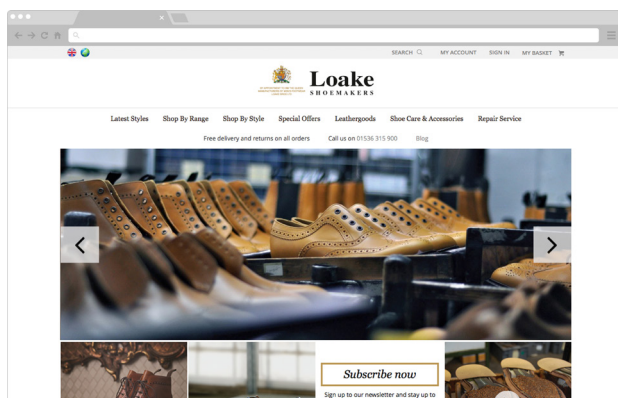 SEARCH MY ACCOUNT SIGN IN MY BASKET
Loake
SHOEMAKERS
Latest Styles Shop By Range Shop By Style Special Offers Leathergoods Shoe Care & Accessories Repair Service
Free delivery and returns on all orders Call us on 01536 315 900 Blog
Subscribe now
Sign up to our newsletter and stay up to